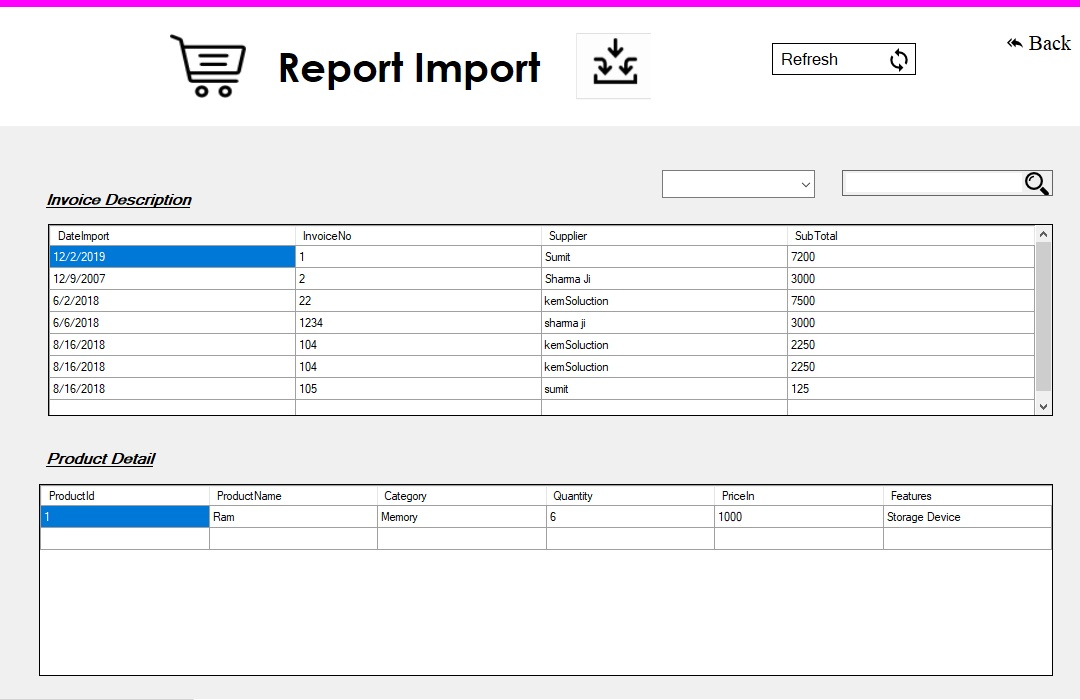 Report Import
Refresh
Back
Invoice Description
DateImport InvoiceNo Supplier SubTotal
12/2/2019 1 Sumit 7200
12/9/2007 2 Sharma Ji 3000
6/2/2018 22 kemSoluction 7500
6/6/2018 1234 sharma ji 3000
8/16/2018 104 kemSoluction 2250
8/16/2018 104 kemSoluction 2250
8/16/2018 105 sumit 125
Product Detail
ProductId ProductName Category Quantity PriceIn Features
1 Ram Memory 6 1000 Storage Device